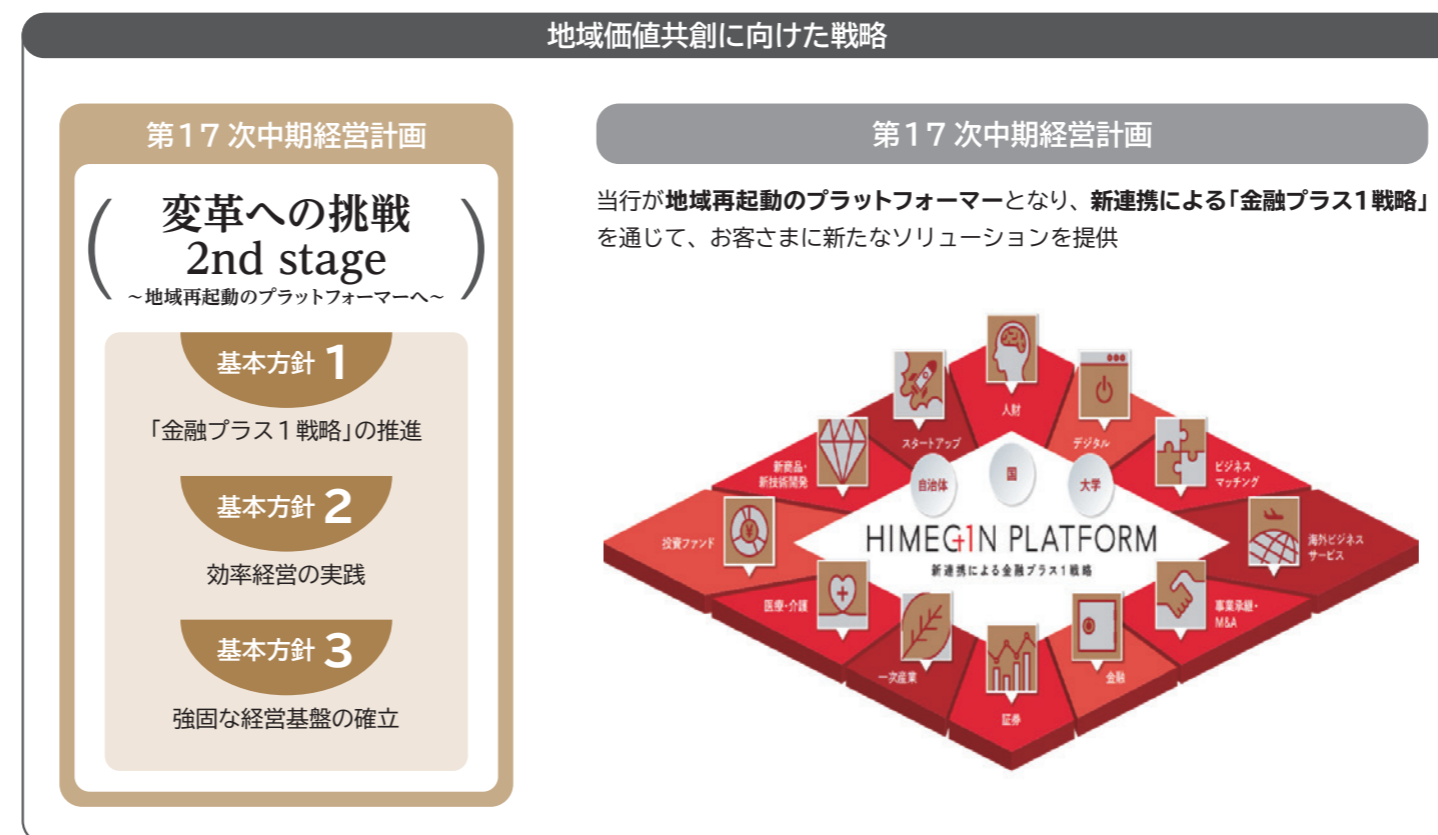 地域価値共創に向けた戦略
第17次中期経営計画
変革への挑戦
2nd stage
～地域再起動のプラットフォーマーへ～
基本方針 1
「金融プラス1戦略」の推進
基本方針 2
効率経営の実践
基本方針 3
強固な経営基盤の確立
第17次中期経営計画
当行が地域再起動のプラットフォーマーとなり、新連携による「金融プラス1戦略」
を通じて、お客さまに新たなソリューションを提供
人財
スタートアップ
デジタル
新商品・
新技術開発
ビジネス
マッチング
自治体
国
大学
投資ファンド
海外ビジネス
サービス
HIMEG1N PLATFORM
新連携による金融プラス1戦略
医療・介護
事業承継・
M&A
一次産業
金融
証券